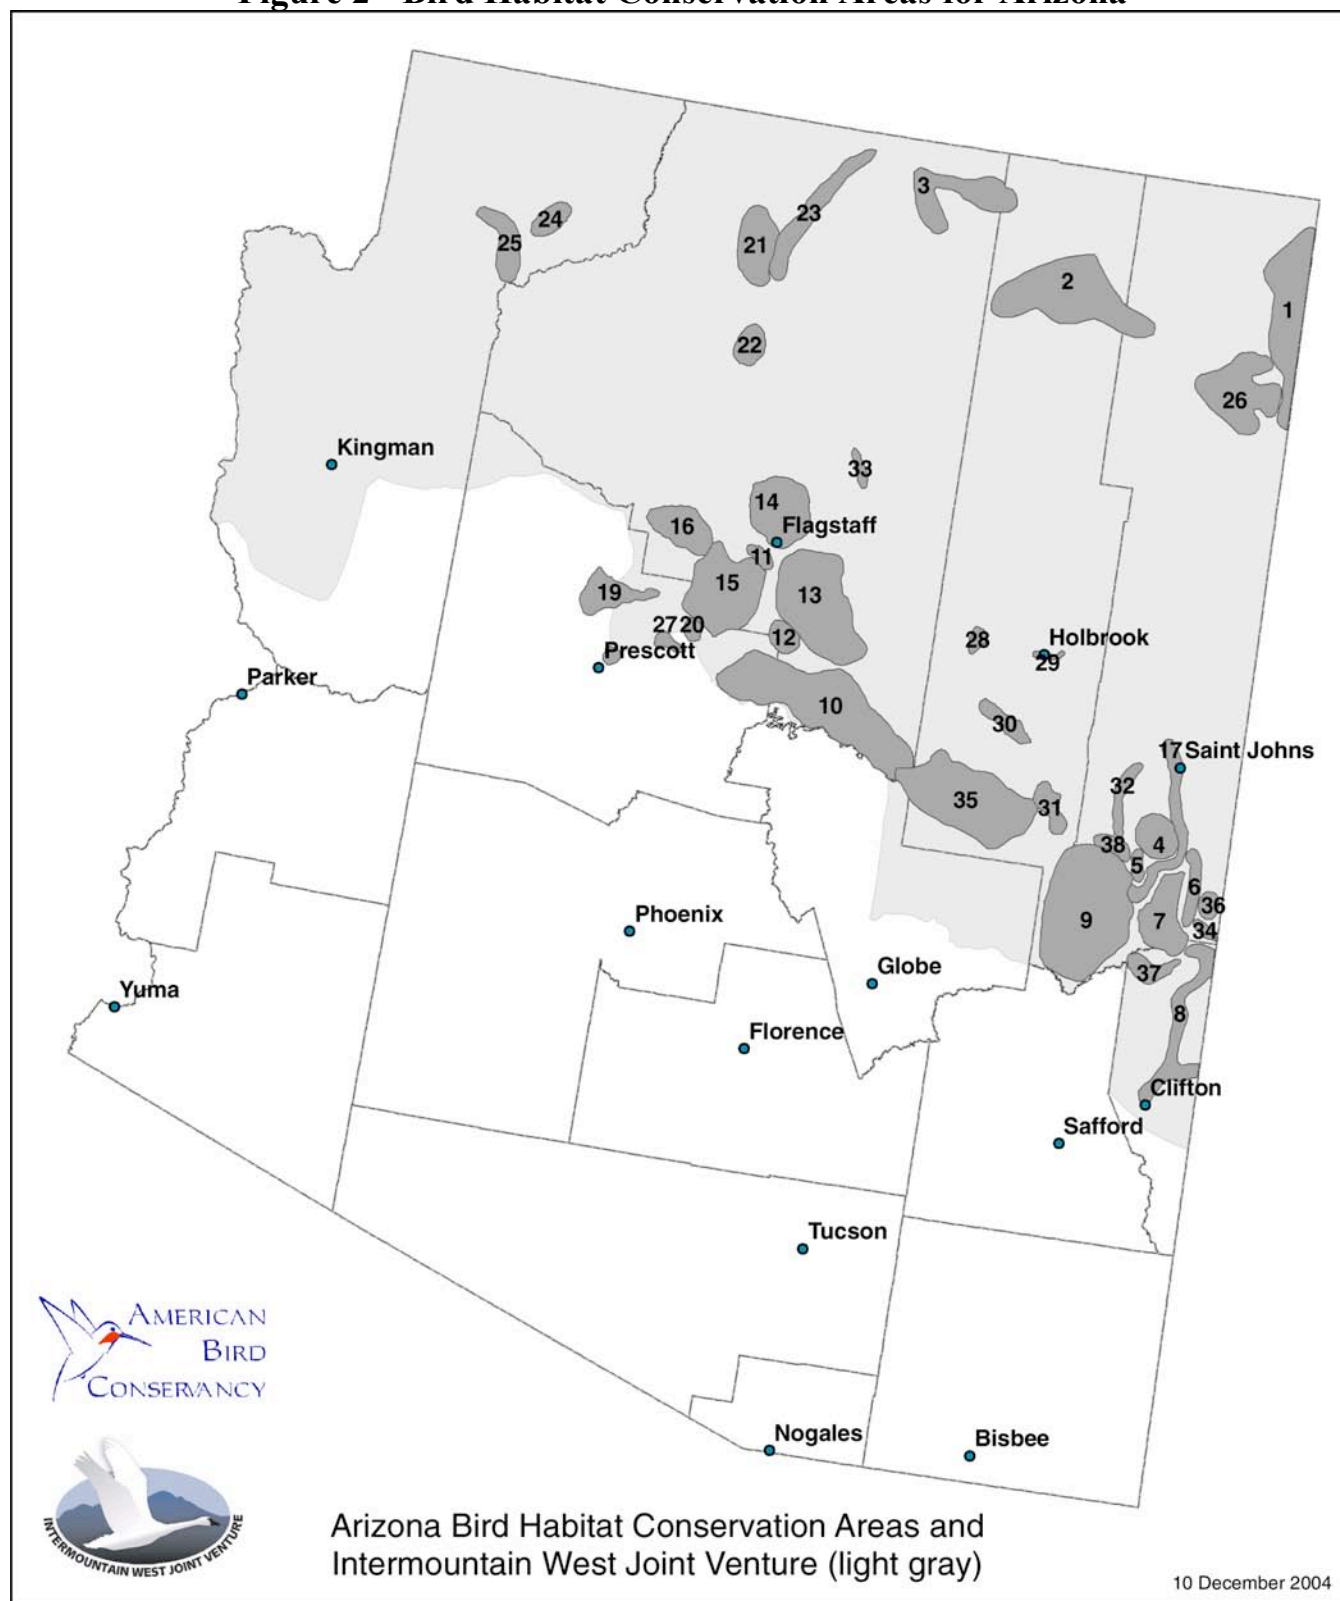 Figure 2 - Bird Habitat Conservation Areas for Arizona
3
23
24
21
25
2
1
22
26
Kingman
33
14
16
Flagstaff
11
15
13
19
27 20
12
28
Holbrook
Prescott
29
Parker
10
30
17 Saint Johns
32
35
31
38
4
5
6
36
Phoenix
9
7
34
Globe
37
Yuma
8
Florence
Clifton
Safford
Tucson
AMERICAN
BIRD
CONSERVANCY
Nogales
Bisbee
INTERMOUNTAIN WEST JOINT VENTURE
Arizona Bird Habitat Conservation Areas and
Intermountain West Joint Venture (light gray)
10 December 2004